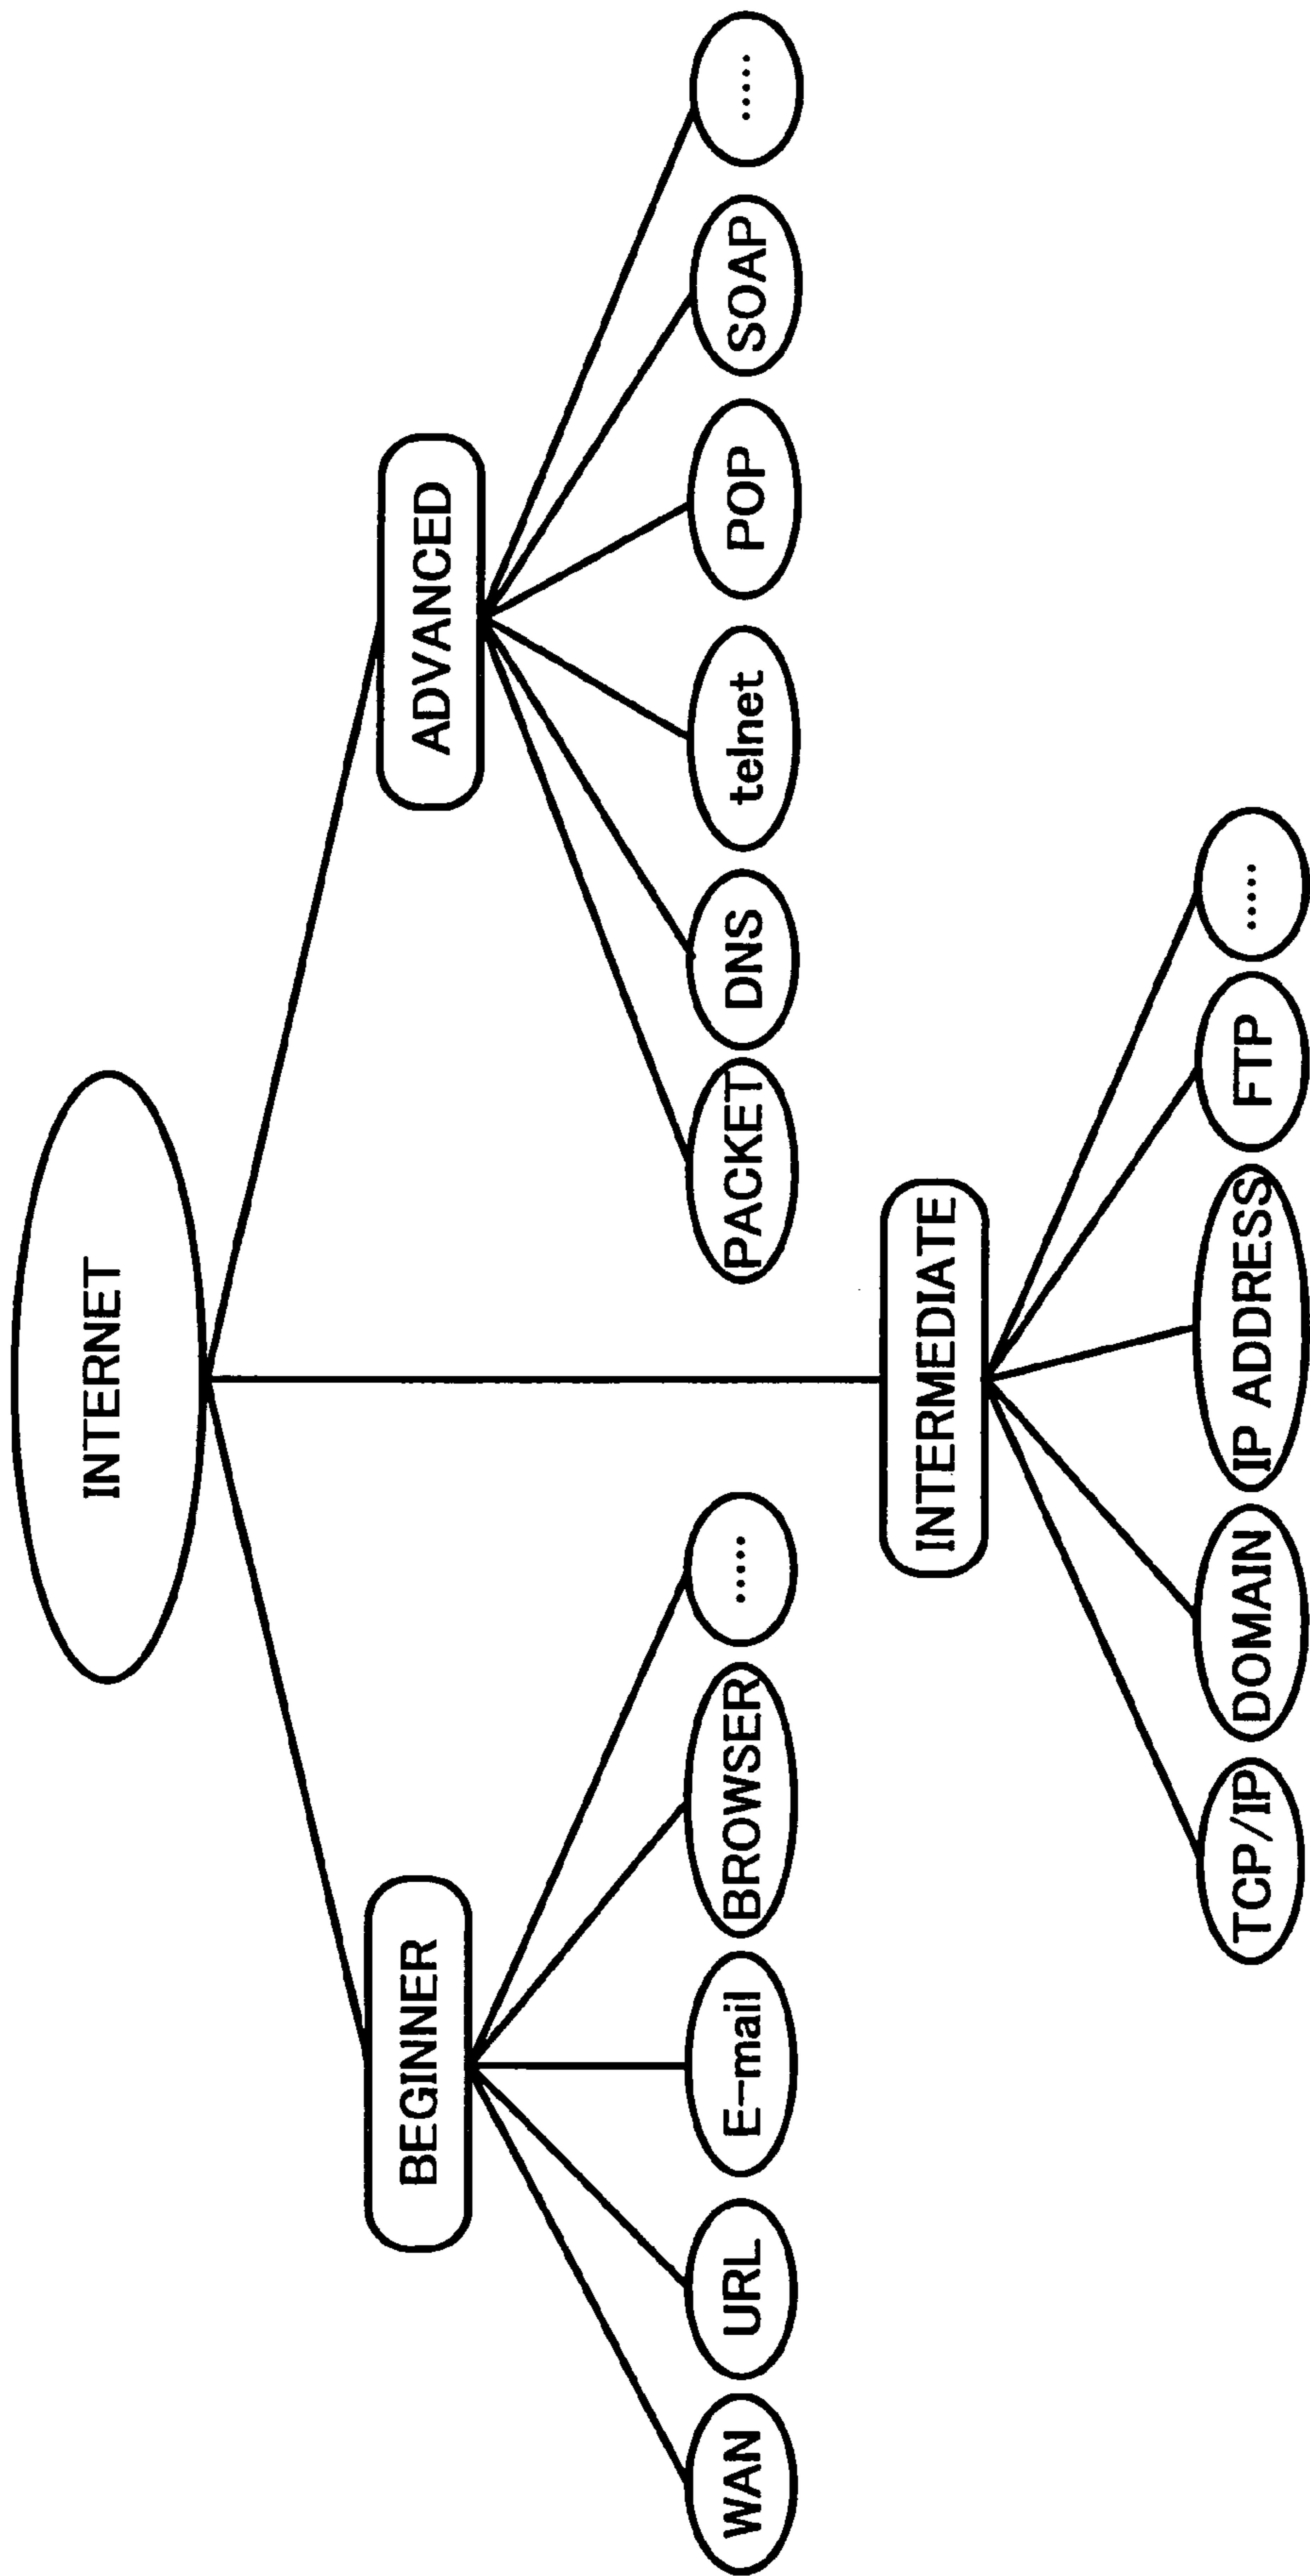 INTERNET
BEGINNER
ADVANCED
WAN
URL
E-mail
BROWSER
.....
PACKET
DNS
telnet
POP
SOAP
.....
INTERMEDIATE
TCP/IP
DOMAIN
IP ADDRESS
FTP
.....